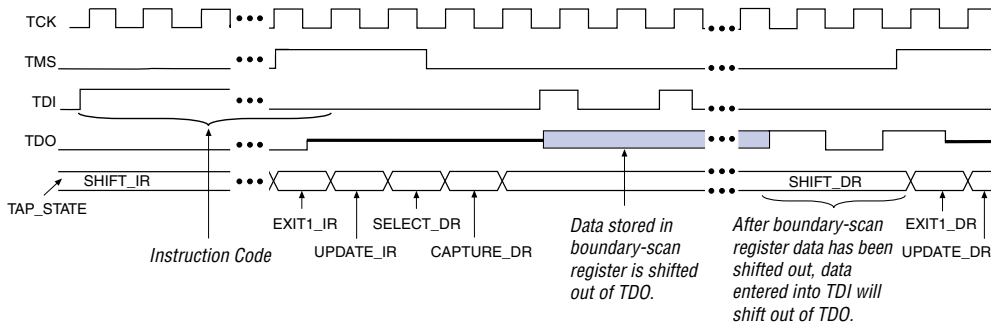 TCK
TMS
TDI
TDO
SHIFT_IR
SHIFT_DR
TAP_STATE
EXIT1_IR
SELECT_DR
EXIT1_DR
UPDATE_IR
CAPTURE_DR
UPDATE_DR
Instruction Code
Data stored in
boundary-scan
register is shifted
out of TDO.
After boundary-scan
register data has been
shifted out, data
entered into TDI will
shift out of TDO.